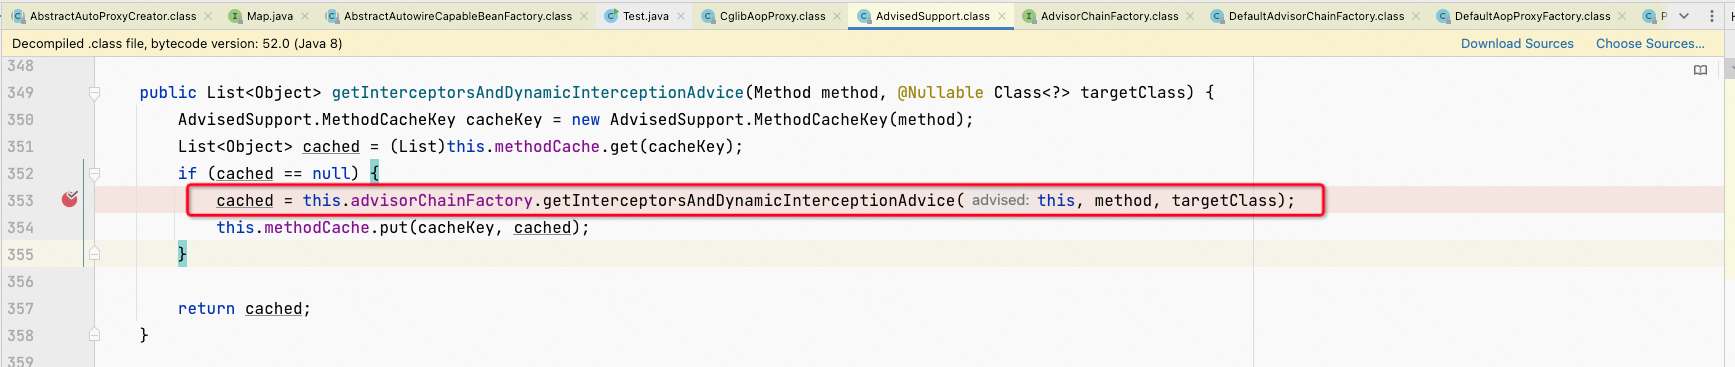 AbstractAutoProxyCreator.class Map.java AbstractAutowireCapableBeanFactory.class Test.java CglibAopProxy.class AdvisedSupport.class AdvisorChainFactory.class DefaultAdvisorChainFactory.class DefaultAopProxyFactory.class P
Decompiled .class file, bytecode version: 52.0 (Java 8) Download Sources Choose Sources...
348
349 public List<Object> getInterceptorsAndDynamicInterceptionAdvice(Method method, @Nullable Class<?> targetClass) {
350 AdvisedSupport.MethodCacheKey cacheKey = new AdvisedSupport.MethodCacheKey(method);
351 List<Object> cached = (List)this.methodCache.get(cacheKey);
352 if (cached == null) {
353 cached = this.advisorChainFactory.getInterceptorsAndDynamicInterceptionAdvice( advised: this, method, targetClass);
354 this.methodCache.put(cacheKey, cached);
355 }
356
357 return cached;
358 }
359